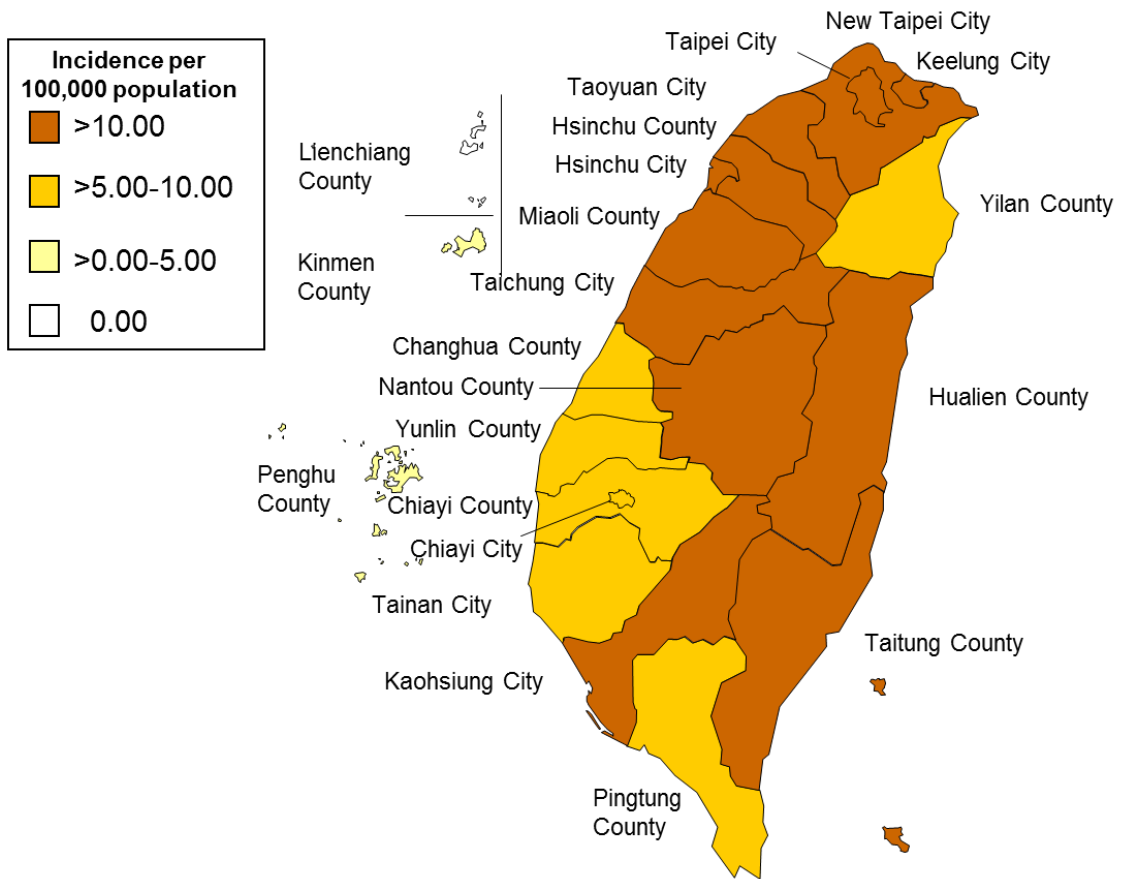 Incidence per
100,000 population
>10.00
>5.00-10.00
>0.00-5.00
0.00
New Taipei City
Taipei City
Keelung City
Taoyuan City
Hsinchu County
Lienchiang
County
Hsinchu City
Yilan County
Miaoli County
Kinmen
County
Taichung City
Changhua County
Nantou County
Hualien County
Yunlin County
Penghu
County
Chiayi County
Chiayi City
Tainan City
Taitung County
Kaohsiung City
Pingtung
County